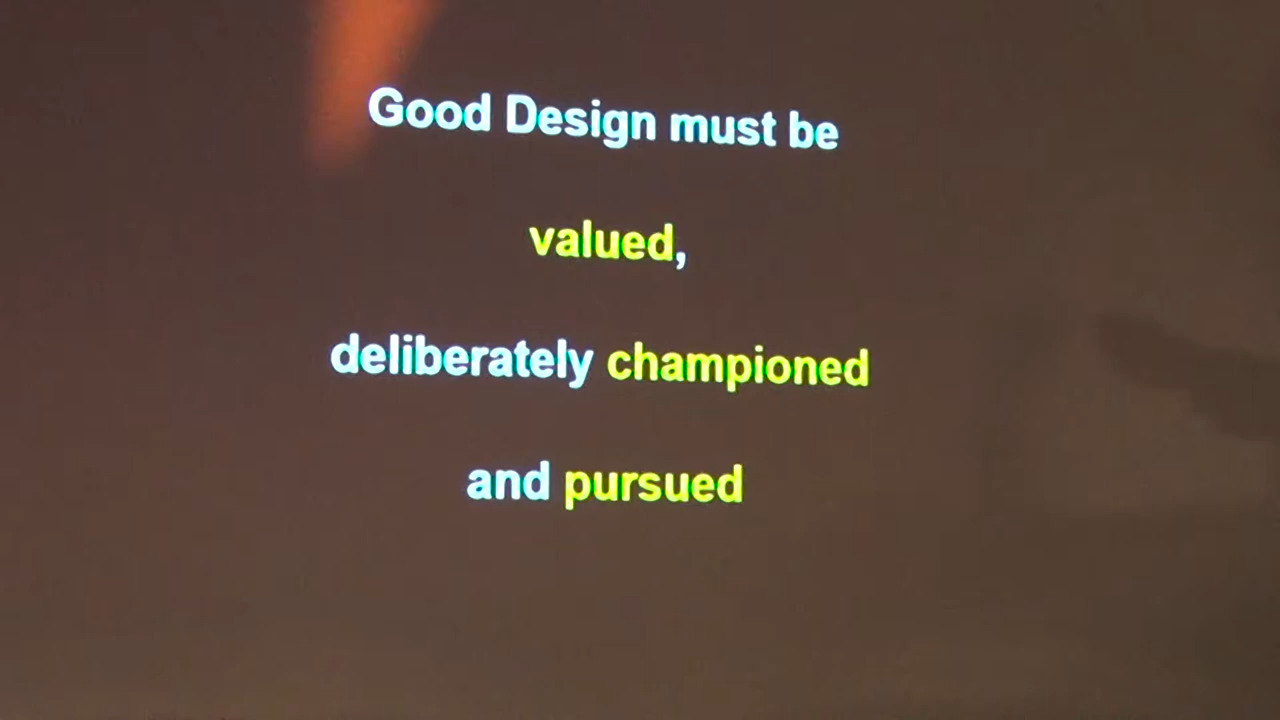 Good Design must be
valued,
deliberately championed
and pursued